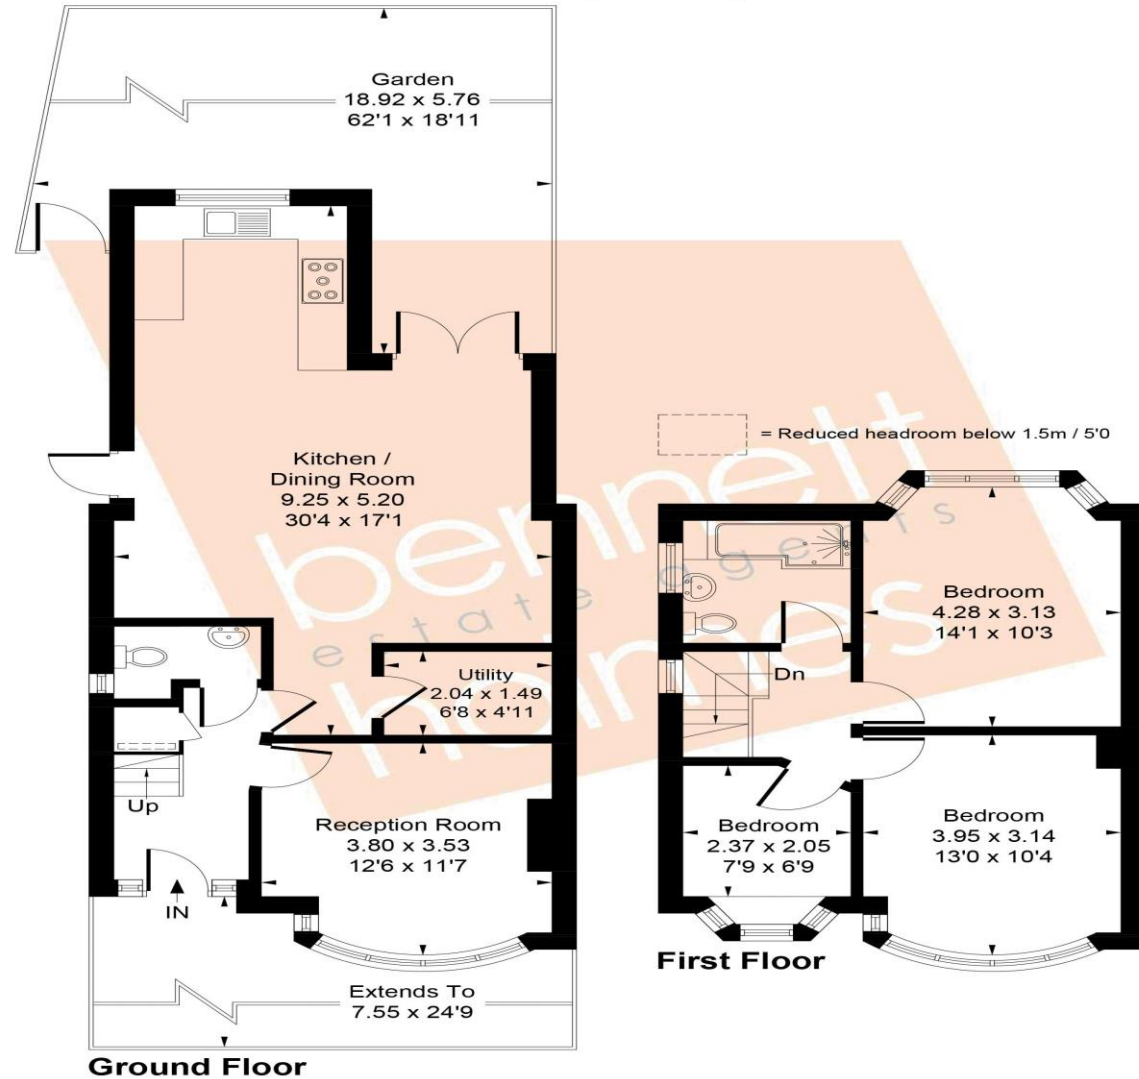 Garden
18.92 x 5.76
62'1 x 18'11
= Reduced headroom below 1.5m / 5'0
Kitchen /
Dining Room
9.25 x 5.20
30'4 x 17'1
Bedroom
4.28 x 3.13
14'1 x 10'3
Utility
2.04 x 1.49
6'8 x 4'11
Dn
Up
Reception Room
3.80 x 3.53
12'6 x 11'7
Bedroom
2.37 x 2.05
7'9 x 6'9
Bedroom
3.95 x 3.14
13'0 x 10'4
IN
First Floor
Extends To
7.55 x 24'9
Ground Floor
bennett
estate agents
holmes